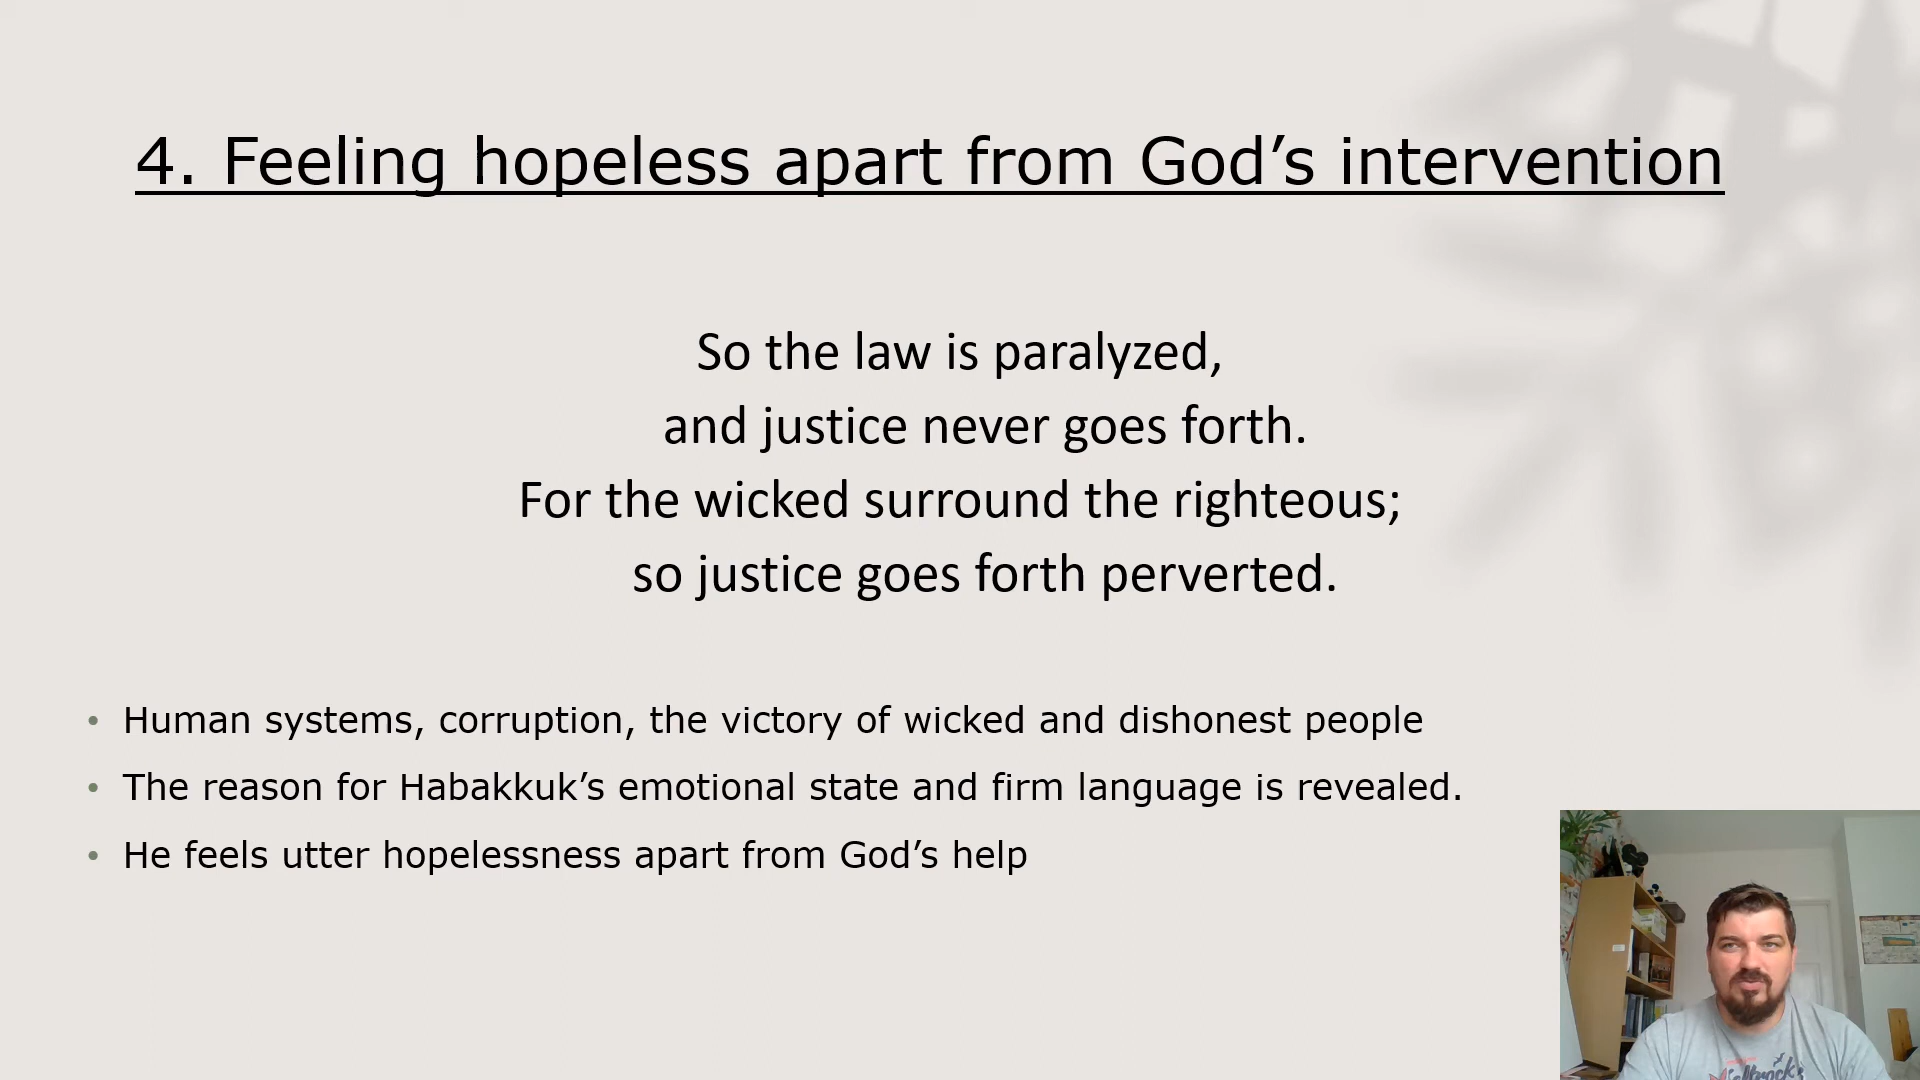 4. Feeling hopeless apart from God’s intervention
So the law is paralyzed,
and justice never goes forth.
For the wicked surround the righteous;
so justice goes forth perverted.
• Human systems, corruption, the victory of wicked and dishonest people
• The reason for Habakkuk’s emotional state and firm language is revealed.
• He feels utter hopelessness apart from God’s help